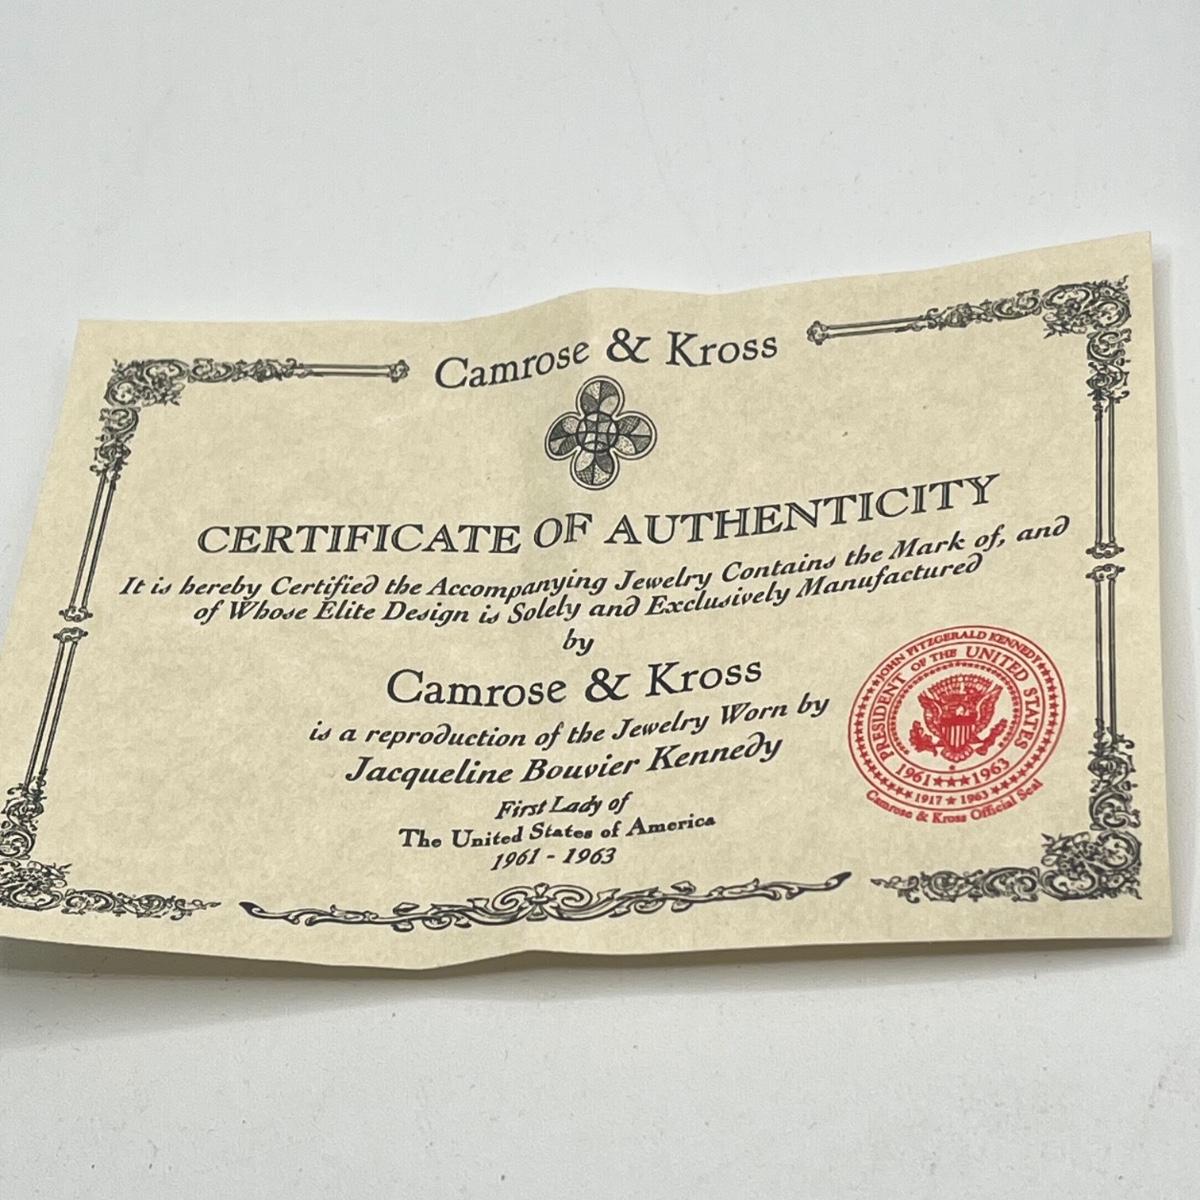 Camrose & Kross
CERTIFICATE OF AUTHENTICITY
It is hereby Certified the Accompanying Jewelry Contains the Mark of, and
of Whose Elite Design is Solely and Exclusively Manufactured
by
Camrose & Kross
is a reproduction of the Jewelry Worn by
Jacqueline Bouvier Kennedy
First Lady of
The United States of America
1961 - 1963
JOHN FITZGERALD KENNEDY
PRESIDENT OF THE UNITED STATES
1961★★★1963
1917 ★ 1963
Camrose & Kross Official Seal